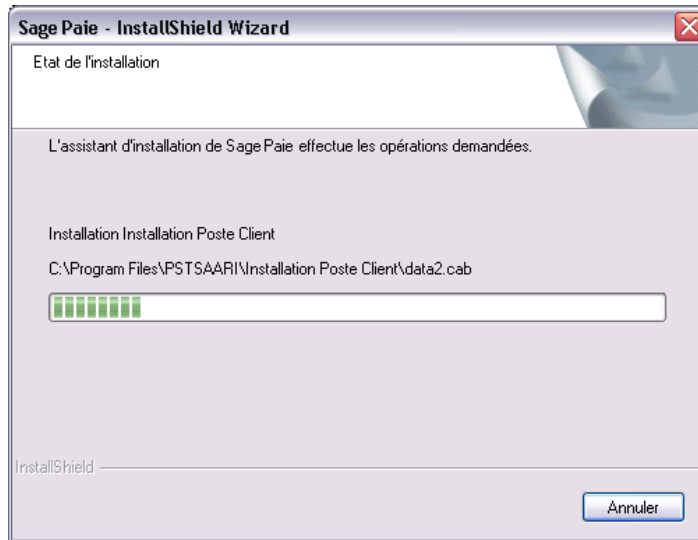 Sage Paie - InstallShield Wizard
Etat de l'installation
L'assistant d'installation de Sage Paie effectue les opérations demandées.
Installation Installation Poste Client
C:\Program Files\PSTSAARI\Installation Poste Client\data2.cab
InstallShield
Annuler